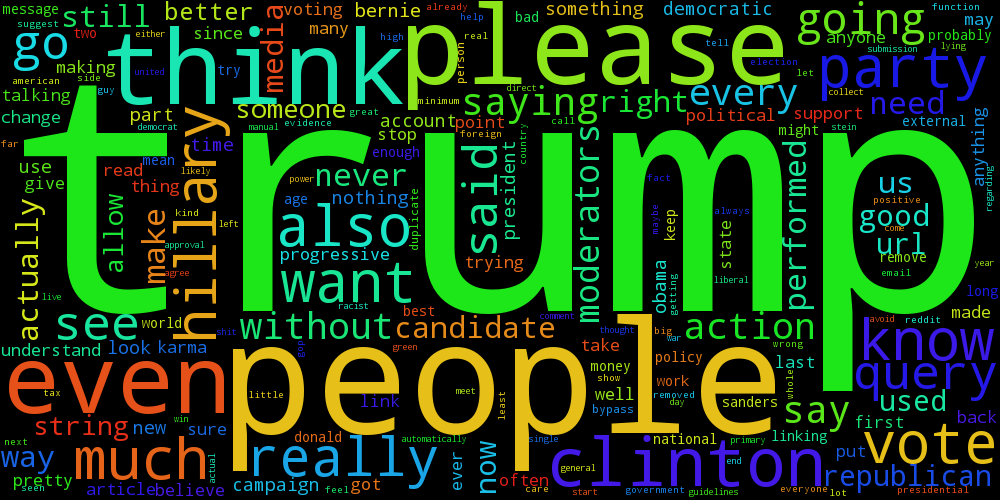 message
suggest
two
still
either
go
making
side
american
guy
talking
change
democrat
far
use
give
actually
live
see
understand
even
tax
string
way
next
seen
pretty
better
since
think
try
united
part
mean
time
read
thing
likely
kind
allow
left
make
approval
agree
hillary
world
look
karma
shit
new
sure
win
much
article
believe
actual
media
voting
many
high
someone
great
manual
evidence
trump
power
age
also
progressive
want
racist
without
gop
green
people
little
link
donald
really
campaign
feel
got
automatically
bernie
already
help
bad
real
person
please
minimum
direct
saying
account
point
stop
foreign
call
enough
never
nothing
duplicate
said
president
country
trying
best
candidate
comment
thought
take
meet
least
ever
now
often
single
general
care
start
clinton
something
democratic
tell
election
right
every
political
moderators
fact
maybe
always
keep
state
obama
getting
liberal
action
big
war
money
show
well
bypass
policy
work
removed
day
sanders
national
primary
end
government
guidelines
going
anyone
let
function
may
probably
submission
lying
party
collect
need
support
stein
external
might
performed
anything
regarding
us
positive
good
come
url
remove
email
year
long
made
avoid
reddit
wrong
last
whole
know
query
say
used
first
back
linking
put
vote
republican
everyone
lot
presidential